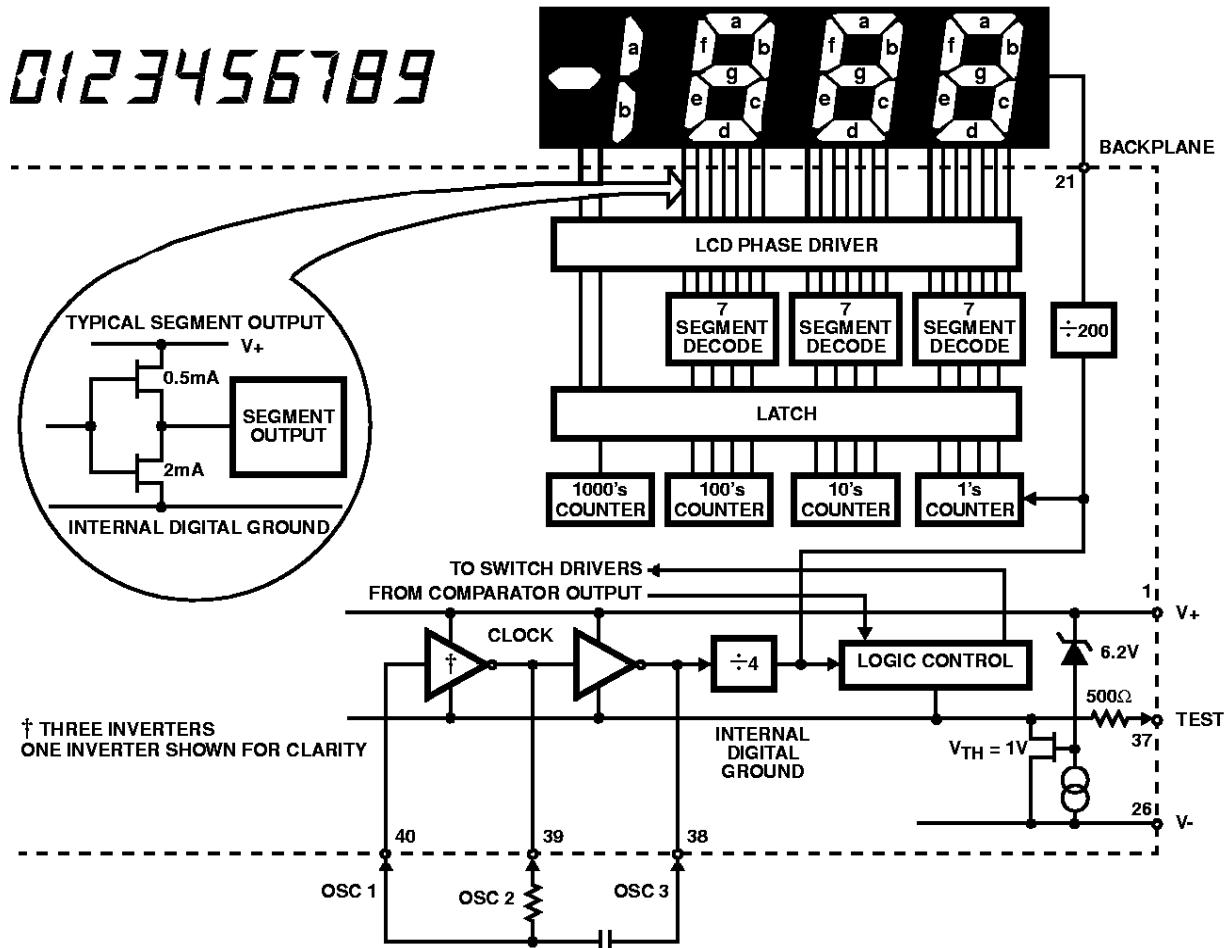 0123456789
a
b
a
f
b
g
e
c
d
a
f
b
g
e
c
d
a
f
b
g
e
c
d
BACKPLANE
21
LCD PHASE DRIVER
7
SEGMENT
DECODE
7
SEGMENT
DECODE
7
SEGMENT
DECODE
÷200
LATCH
1000's
COUNTER
100's
COUNTER
10's
COUNTER
1's
COUNTER
TYPICAL SEGMENT OUTPUT
V+
0.5mA
SEGMENT
OUTPUT
2mA
INTERNAL DIGITAL GROUND
TO SWITCH DRIVERS
FROM COMPARATOR OUTPUT
1
V+
CLOCK
†
÷4
LOGIC CONTROL
6.2V
500Ω
TEST
37
† THREE INVERTERS
ONE INVERTER SHOWN FOR CLARITY
INTERNAL
DIGITAL
GROUND
VTH = 1V
26
V-
40
39
38
OSC 1
OSC 2
OSC 3